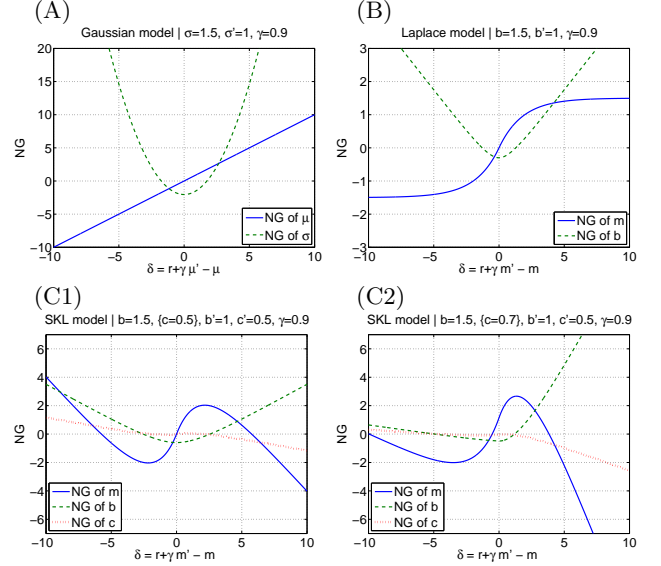 (A)
Gaussian model | σ=1.5, σ'=1, γ=0.9
20
15
10
5
0
−5
−10
NG
NG of μ
NG of σ
−10 −5 0 5 10
δ = r+γ μ' − μ
(B)
Laplace model | b=1.5, b'=1, γ=0.9
3
2
1
0
−1
−2
−3
NG
NG of m
NG of b
−10 −5 0 5 10
δ = r+γ m' − m
(C1)
SKL model | b=1.5, {c=0.5}, b'=1, c'=0.5, γ=0.9
6
4
2
0
−2
−4
−6
NG
NG of m
NG of b
NG of c
−10 −5 0 5 10
δ = r+γ m' − m
(C2)
SKL model | b=1.5, {c=0.7}, b'=1, c'=0.5, γ=0.9
6
4
2
0
−2
−4
−6
NG
NG of m
NG of b
NG of c
−10 −5 0 5 10
δ = r+γ m' − m